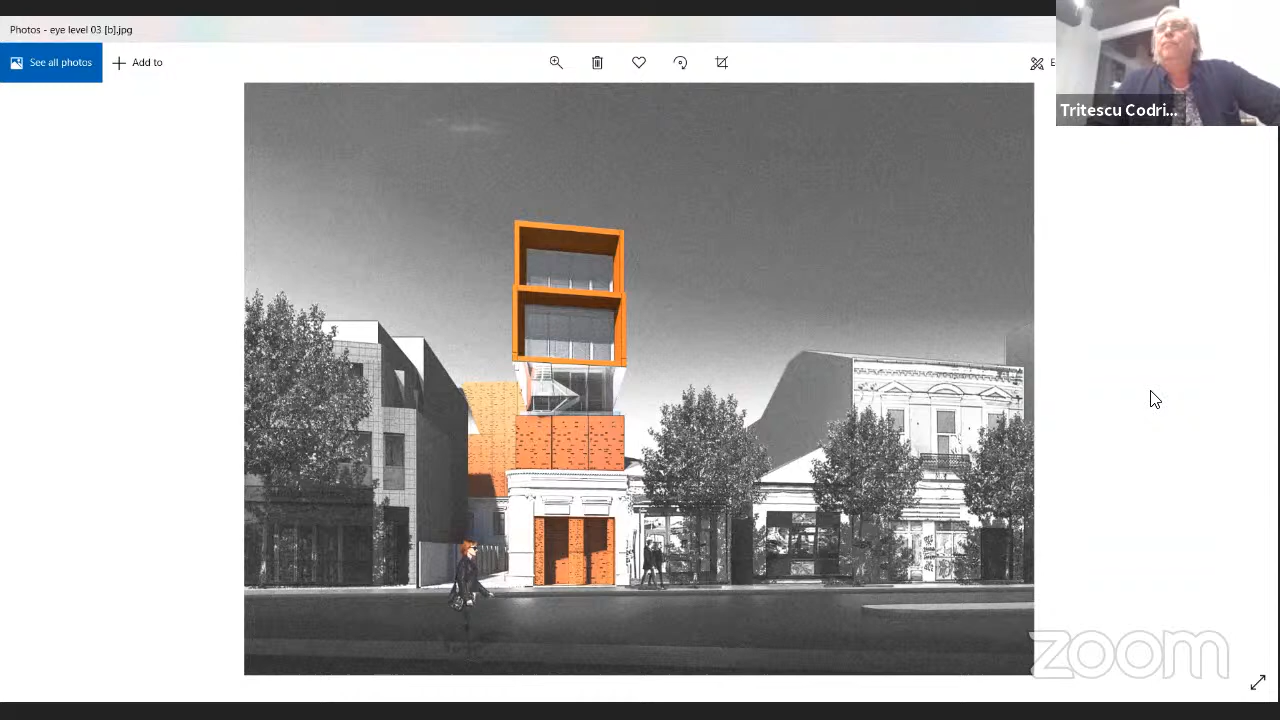 Photos - eye level 03 [b].jpg
See all photos
Add to
E
Tritescu Codri...
zoom